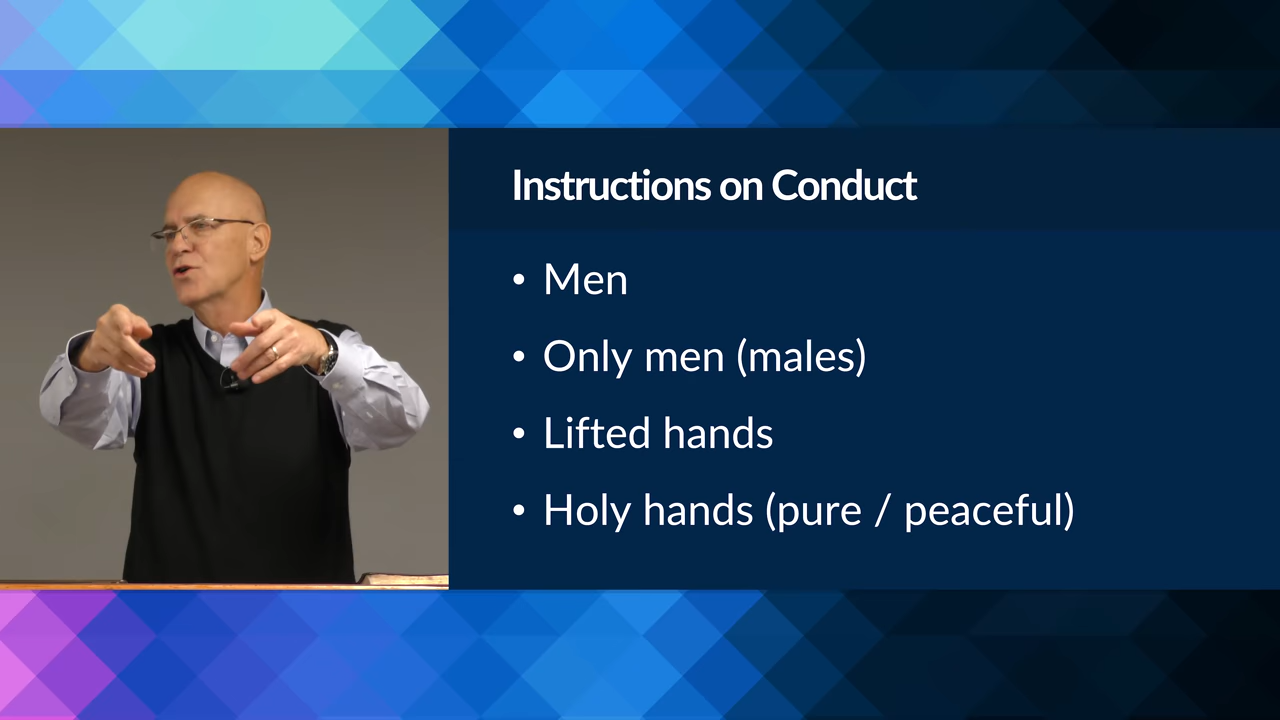 Instructions on Conduct
• Men
• Only men (males)
• Lifted hands
• Holy hands (pure / peaceful)